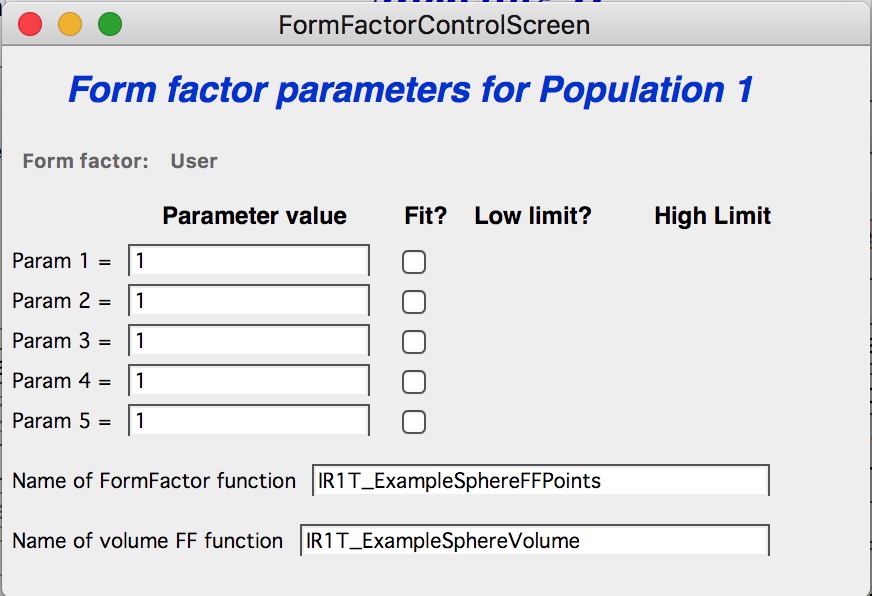 FormFactorControlScreen
Form factor parameters for Population 1
Form factor: User
Parameter value Fit? Low limit? High Limit
Param 1 = 1
Param 2 = 1
Param 3 = 1
Param 4 = 1
Param 5 = 1
Name of FormFactor function IR1T_ExampleSphereFFPoints
Name of volume FF function IR1T_ExampleSphereVolume